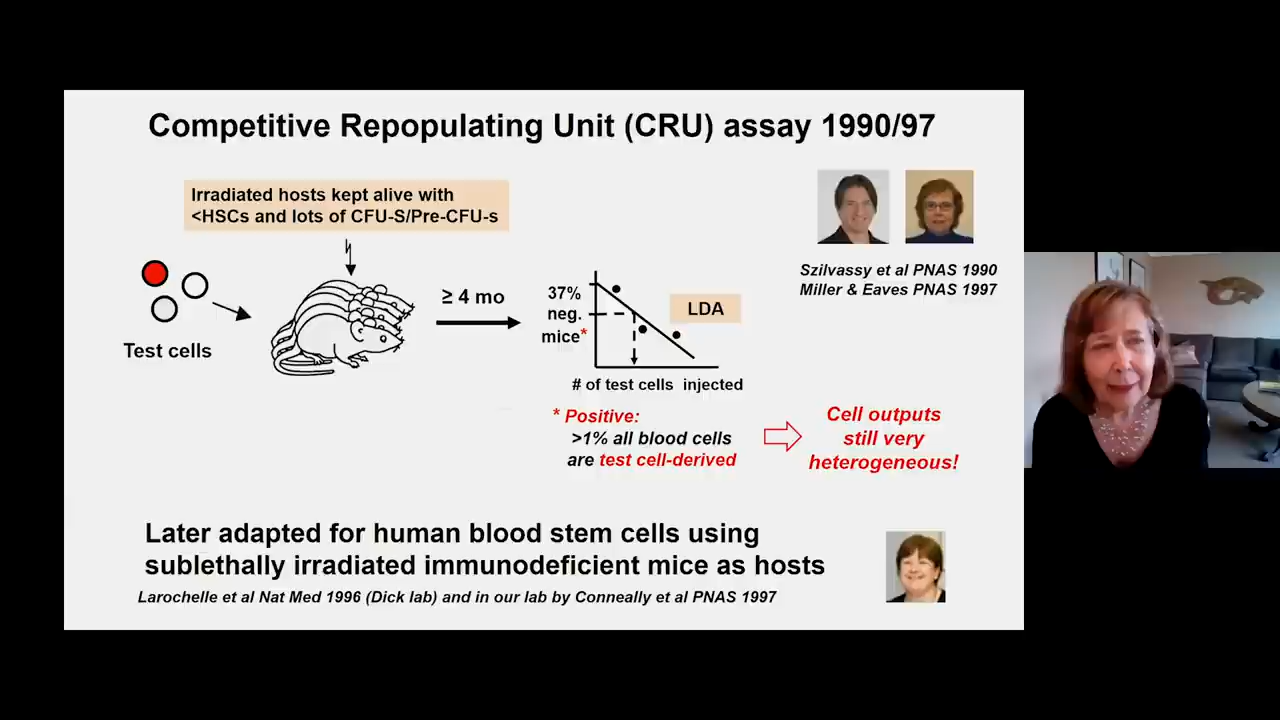 Competitive Repopulating Unit (CRU) assay 1990/97
Irradiated hosts kept alive with
<HSCs and lots of CFU-S/Pre-CFU-s
Szilvassy et al PNAS 1990
Miller & Eaves PNAS 1997
Test cells
≥ 4 mo
37%
neg.
mice*
LDA
# of test cells injected
* Positive:
>1% all blood cells
are test cell-derived
Cell outputs
still very
heterogeneous!
Later adapted for human blood stem cells using
sublethally irradiated immunodeficient mice as hosts
Larochelle et al Nat Med 1996 (Dick lab) and in our lab by Conneally et al PNAS 1997